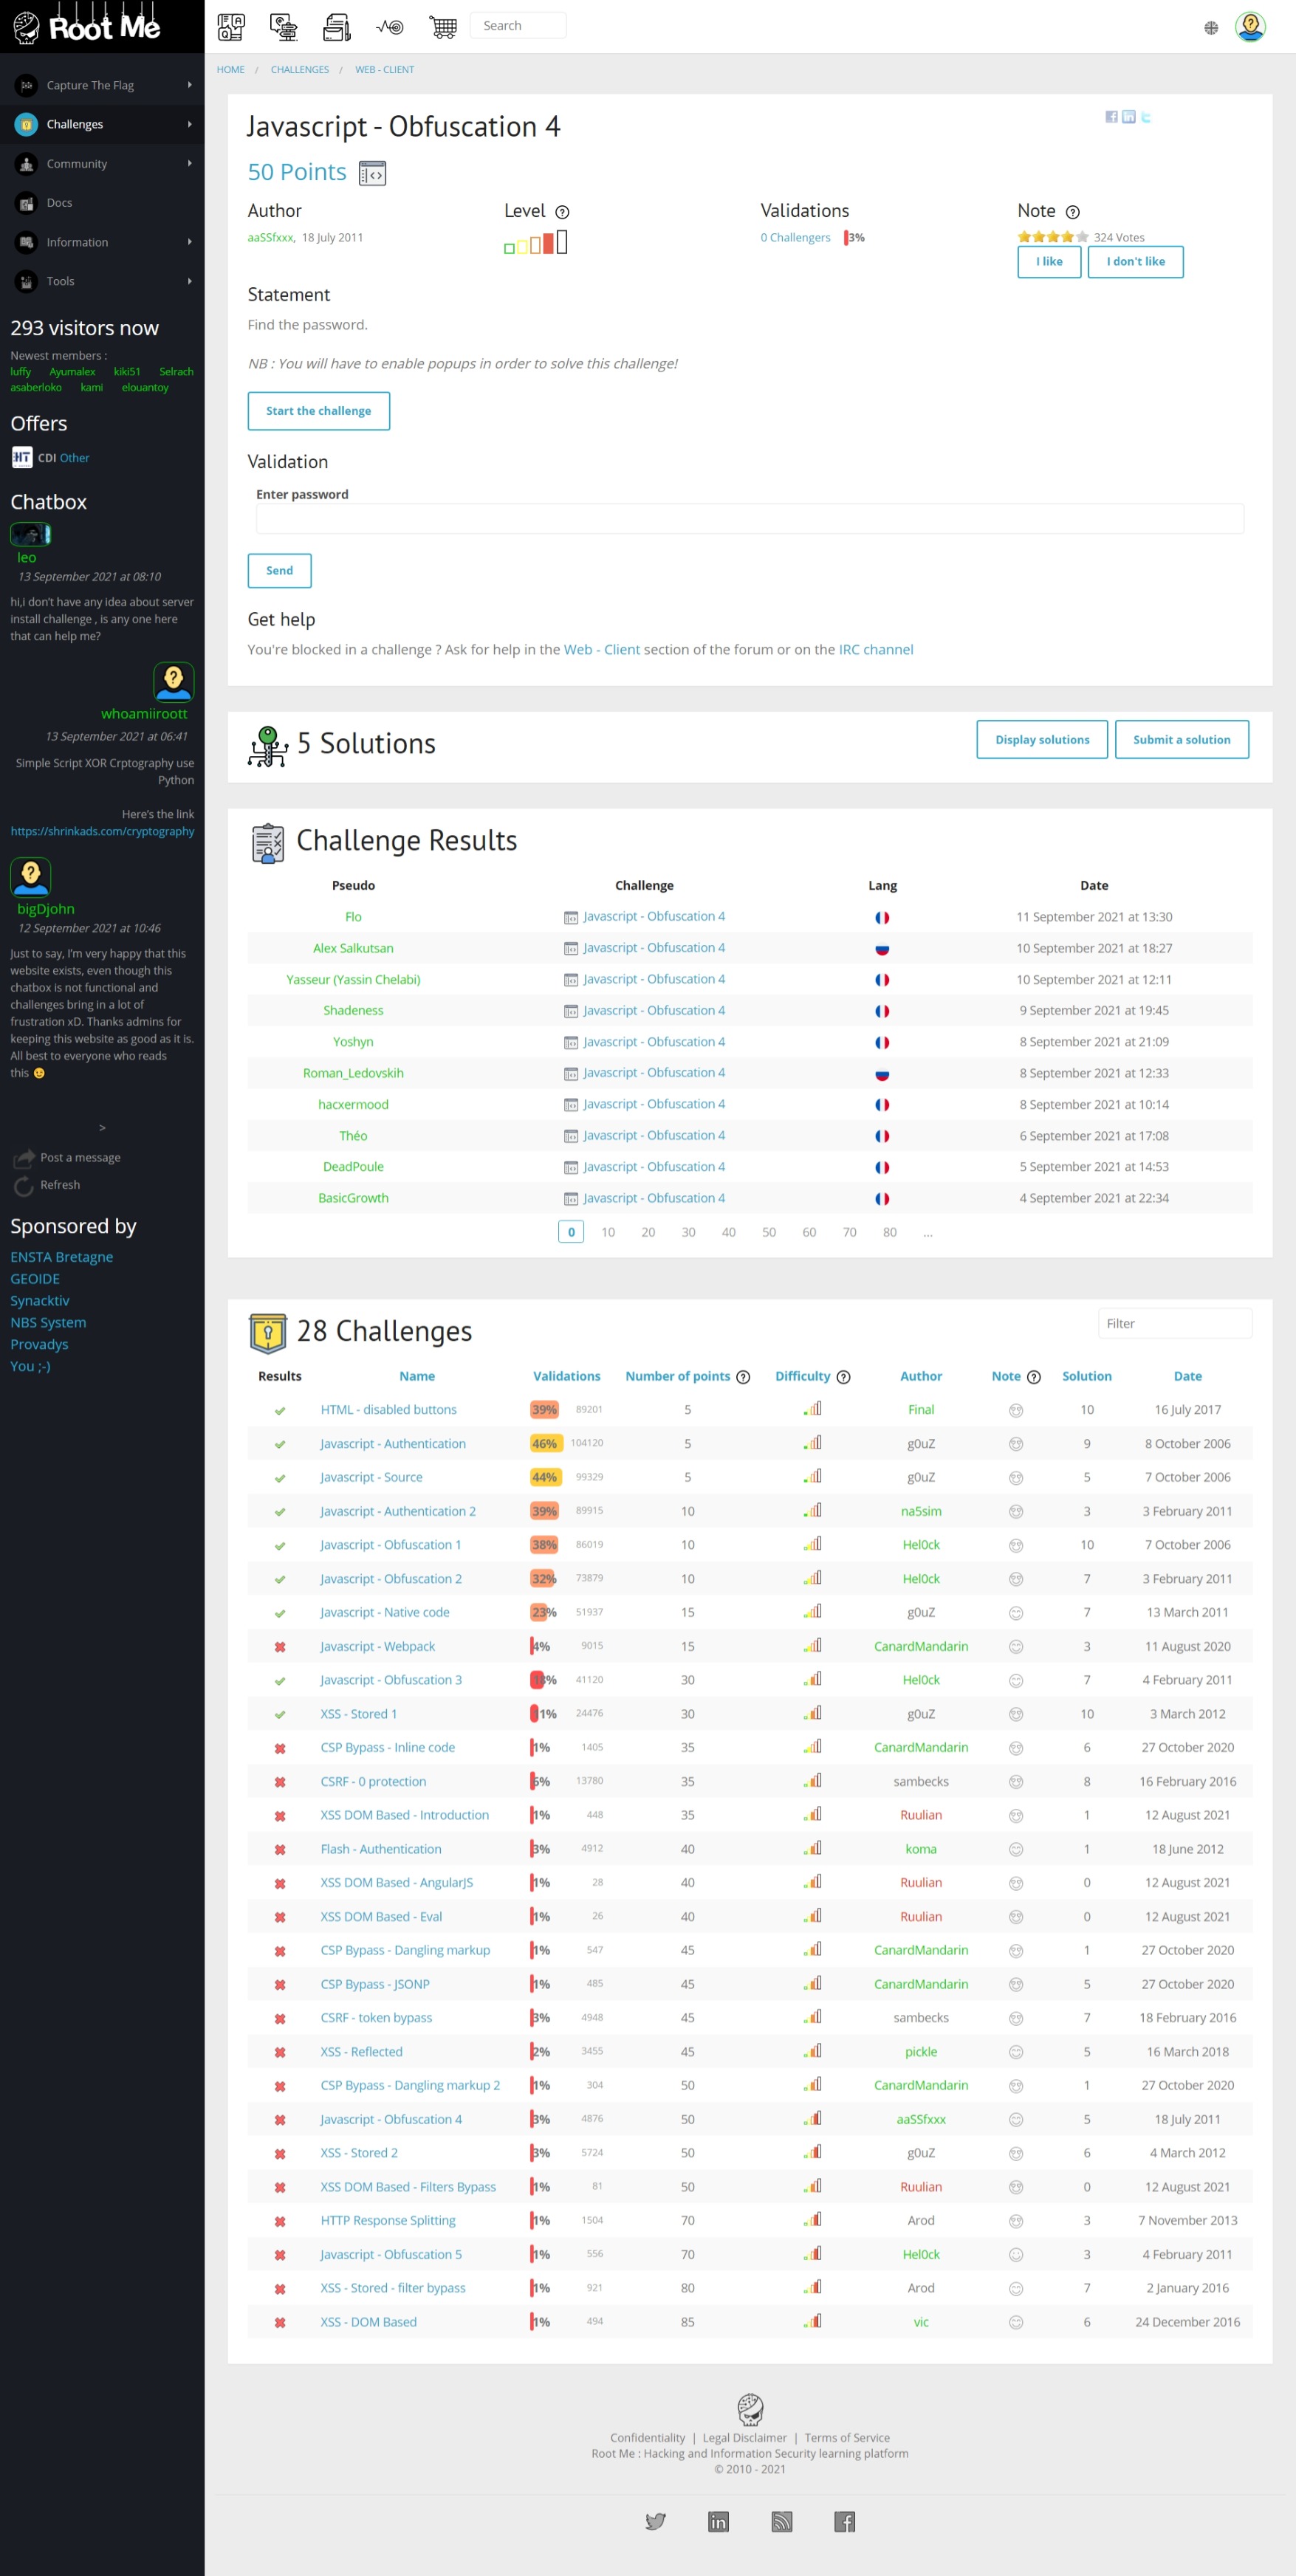 Root Me
Search
Capture The Flag
Challenges
Community
Docs
Information
Tools
293 visitors now
Newest members :
luffy Ayumalex kiki51 Selrach
asaberloko kami elouantoy
Offers
CDI Other
Chatbox
leo
13 September 2021 at 08:10
hi,i don't have any idea about server
install challenge , is any one here
that can help me?
whoamiiroott
13 September 2021 at 06:41
Simple Script XOR Crptography use
Python
Here's the link
https://shrinkads.com/cryptography
bigDjohn
12 September 2021 at 10:46
Just to say, I'm very happy that this
website exists, even though this
chatbox is not functional and
challenges bring in a lot of
frustration xD. Thanks admins for
keeping this website as good as it is.
All best to everyone who reads
this 😉
>
Post a message
Refresh
Sponsored by
ENSTA Bretagne
GEOIDE
Synacktiv
NBS System
Provadys
You ;-)
HOME / CHALLENGES / WEB - CLIENT
Javascript - Obfuscation 4
50 Points
Author Level Validations Note
aaSSfxxx, 18 July 2011 0 Challengers 3% 324 Votes
I like I don't like
Statement
Find the password.
NB : You will have to enable popups in order to solve this challenge!
Start the challenge
Validation
Enter password
Send
Get help
You're blocked in a challenge ? Ask for help in the Web - Client section of the forum or on the IRC channel
5 Solutions
Display solutions Submit a solution
Challenge Results
Pseudo Challenge Lang Date
Flo Javascript - Obfuscation 4 11 September 2021 at 13:30
Alex Salkutsan Javascript - Obfuscation 4 10 September 2021 at 18:27
Yasseur (Yassin Chelabi) Javascript - Obfuscation 4 10 September 2021 at 12:11
Shadeness Javascript - Obfuscation 4 9 September 2021 at 19:45
Yoshyn Javascript - Obfuscation 4 8 September 2021 at 21:09
Roman_Ledovskih Javascript - Obfuscation 4 8 September 2021 at 12:33
hacxermood Javascript - Obfuscation 4 8 September 2021 at 10:14
Théo Javascript - Obfuscation 4 6 September 2021 at 17:08
DeadPoule Javascript - Obfuscation 4 5 September 2021 at 14:53
BasicGrowth Javascript - Obfuscation 4 4 September 2021 at 22:34
0 10 20 30 40 50 60 70 80 ...
28 Challenges
Filter
Results Name Validations Number of points Difficulty Author Note Solution Date
HTML - disabled buttons 39% 89201 5 Final 10 16 July 2017
Javascript - Authentication 46% 104120 5 g0uZ 9 8 October 2006
Javascript - Source 44% 99329 5 g0uZ 5 7 October 2006
Javascript - Authentication 2 39% 89915 10 na5sim 3 3 February 2011
Javascript - Obfuscation 1 38% 86019 10 Hel0ck 10 7 October 2006
Javascript - Obfuscation 2 32% 73879 10 Hel0ck 7 3 February 2011
Javascript - Native code 23% 51937 15 g0uZ 7 13 March 2011
Javascript - Webpack 4% 9015 15 CanardMandarin 3 11 August 2020
Javascript - Obfuscation 3 18% 41120 30 Hel0ck 7 4 February 2011
XSS - Stored 1 11% 24476 30 g0uZ 10 3 March 2012
CSP Bypass - Inline code 1% 1405 35 CanardMandarin 6 27 October 2020
CSRF - 0 protection 6% 13780 35 sambecks 8 16 February 2016
XSS DOM Based - Introduction 1% 448 35 Ruulian 1 12 August 2021
Flash - Authentication 3% 4912 40 koma 1 18 June 2012
XSS DOM Based - AngularJS 1% 28 40 Ruulian 0 12 August 2021
XSS DOM Based - Eval 1% 26 40 Ruulian 0 12 August 2021
CSP Bypass - Dangling markup 1% 547 45 CanardMandarin 1 27 October 2020
CSP Bypass - JSONP 1% 485 45 CanardMandarin 5 27 October 2020
CSRF - token bypass 3% 4948 45 sambecks 7 18 February 2016
XSS - Reflected 2% 3455 45 pickle 5 16 March 2018
CSP Bypass - Dangling markup 2 1% 304 50 CanardMandarin 1 27 October 2020
Javascript - Obfuscation 4 3% 4876 50 aaSSfxxx 5 18 July 2011
XSS - Stored 2 3% 5724 50 g0uZ 6 4 March 2012
XSS DOM Based - Filters Bypass 1% 81 50 Ruulian 0 12 August 2021
HTTP Response Splitting 1% 1504 70 Arod 3 7 November 2013
Javascript - Obfuscation 5 1% 556 70 Hel0ck 3 4 February 2011
XSS - Stored - filter bypass 1% 921 80 Arod 7 2 January 2016
XSS - DOM Based 1% 494 85 vic 6 24 December 2016
Confidentiality | Legal Disclaimer | Terms of Service
Root Me : Hacking and Information Security learning platform
© 2010 - 2021